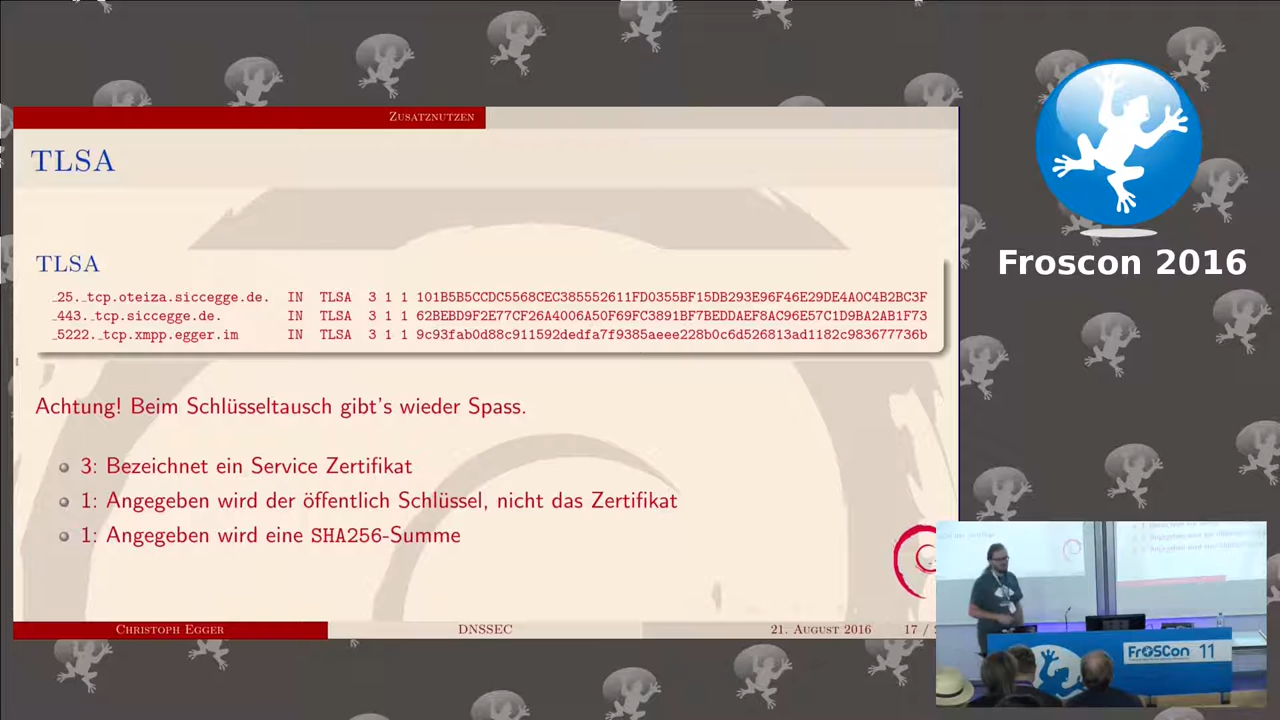 Zusatznutzen
TLSA
TLSA
_25._tcp.oteiza.siccegge.de. IN TLSA 3 1 1 101B5B5CCDC5568CEC385552611FD0355BF15DB293E96F46E29DE4A0C4B2BC3F
_443._tcp.siccegge.de. IN TLSA 3 1 1 62BEBD9F2E77CF26A4006A50F69FC3891BF7BEDDAEF8AC96E57C1D9BA2AB1F73
_5222._tcp.xmpp.egger.im IN TLSA 3 1 1 9c93fab0d88c911592dedfa7f9385aeee228b0c6d526813ad1182c983677736b
Achtung! Beim Schlüsseltausch gibt's wieder Spass.
3: Bezeichnet ein Service Zertifikat
1: Angegeben wird der öffentlich Schlüssel, nicht das Zertifikat
1: Angegeben wird eine SHA256-Summe
Christoph Egger DNSSEC 21. August 2016 17 /
Froscon 2016
FrOSCon 11